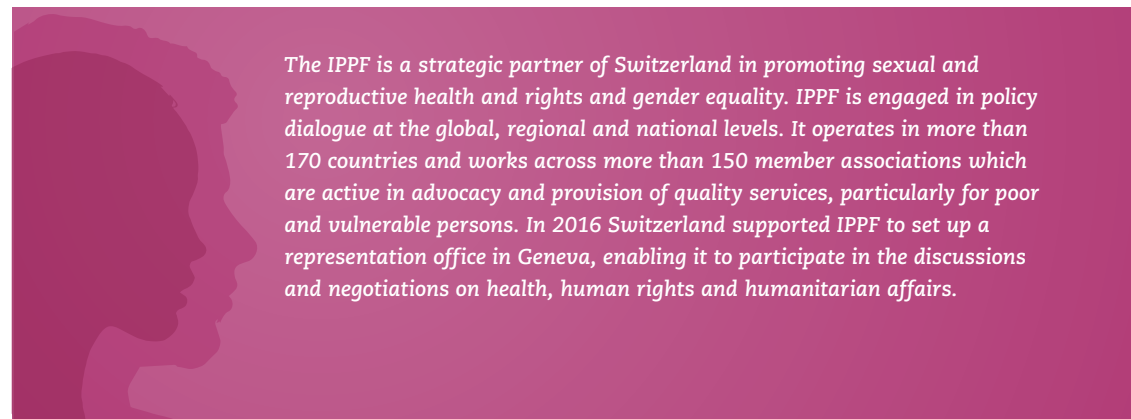 The IPPF is a strategic partner of Switzerland in promoting sexual and
reproductive health and rights and gender equality. IPPF is engaged in policy
dialogue at the global, regional and national levels. It operates in more than
170 countries and works across more than 150 member associations which
are active in advocacy and provision of quality services, particularly for poor
and vulnerable persons. In 2016 Switzerland supported IPPF to set up a
representation office in Geneva, enabling it to participate in the discussions
and negotiations on health, human rights and humanitarian affairs.